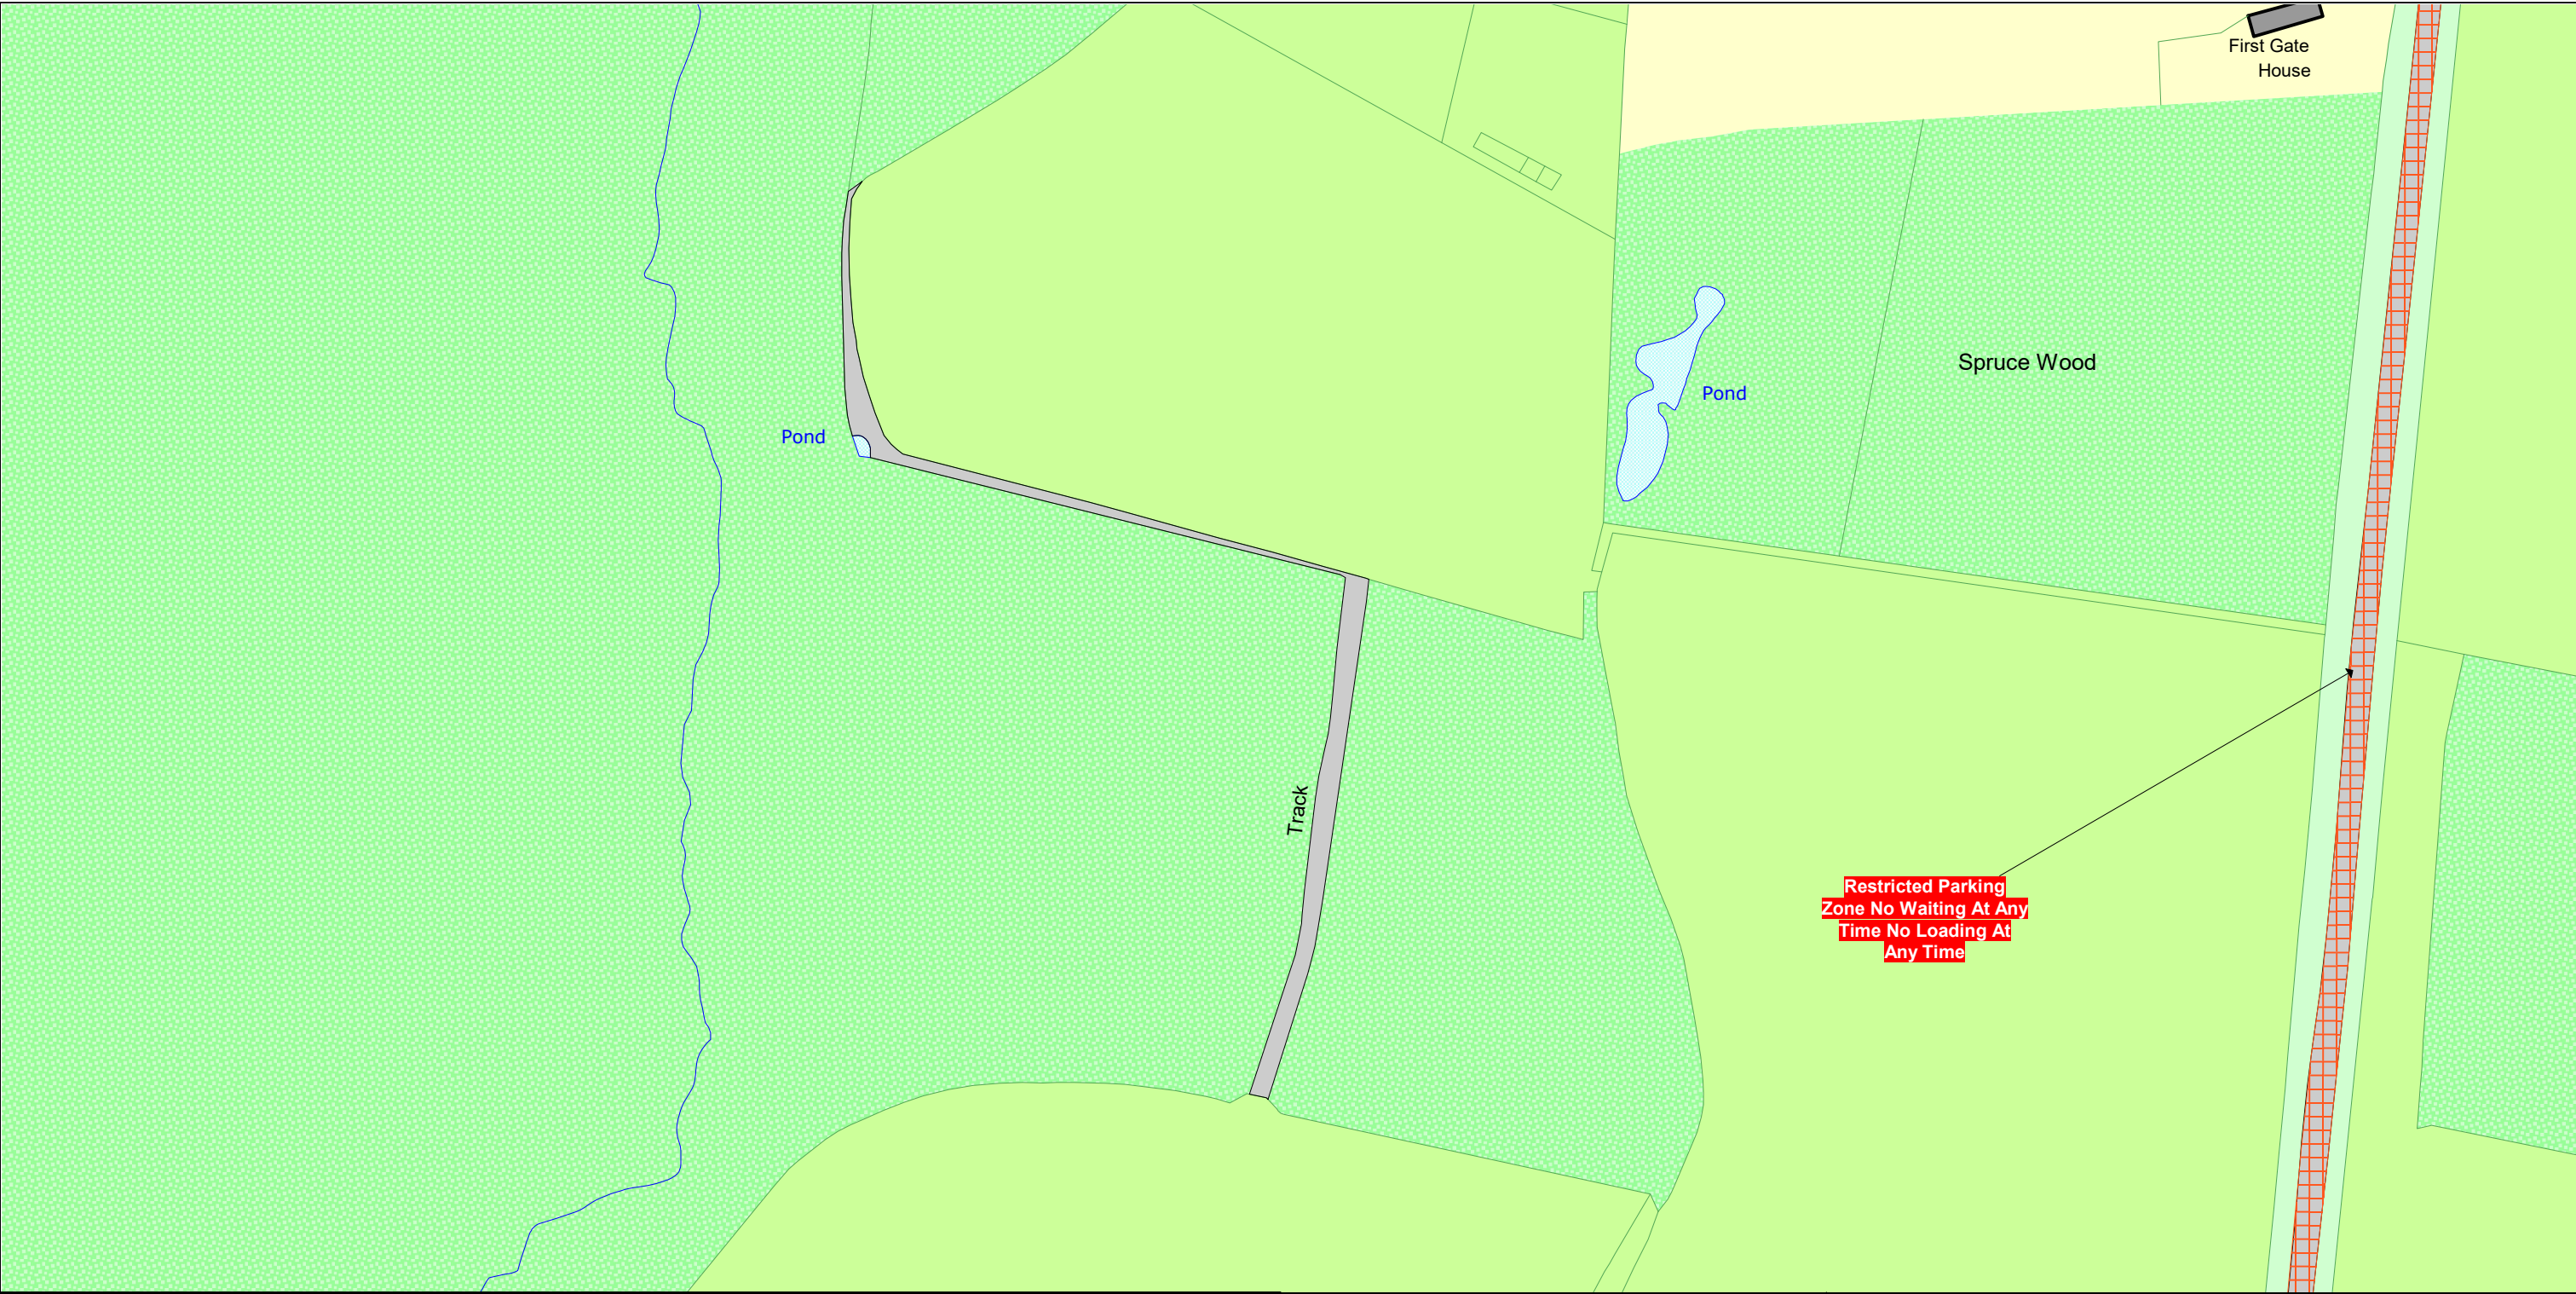 First Gate
House
Spruce Wood
Pond
Pond
Track
Restricted Parking
Zone No Waiting At Any
Time No Loading At
Any Time